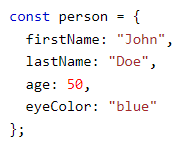 const person = {
  firstName: "John",
  lastName: "Doe",
  age: 50,
  eyeColor: "blue"
};